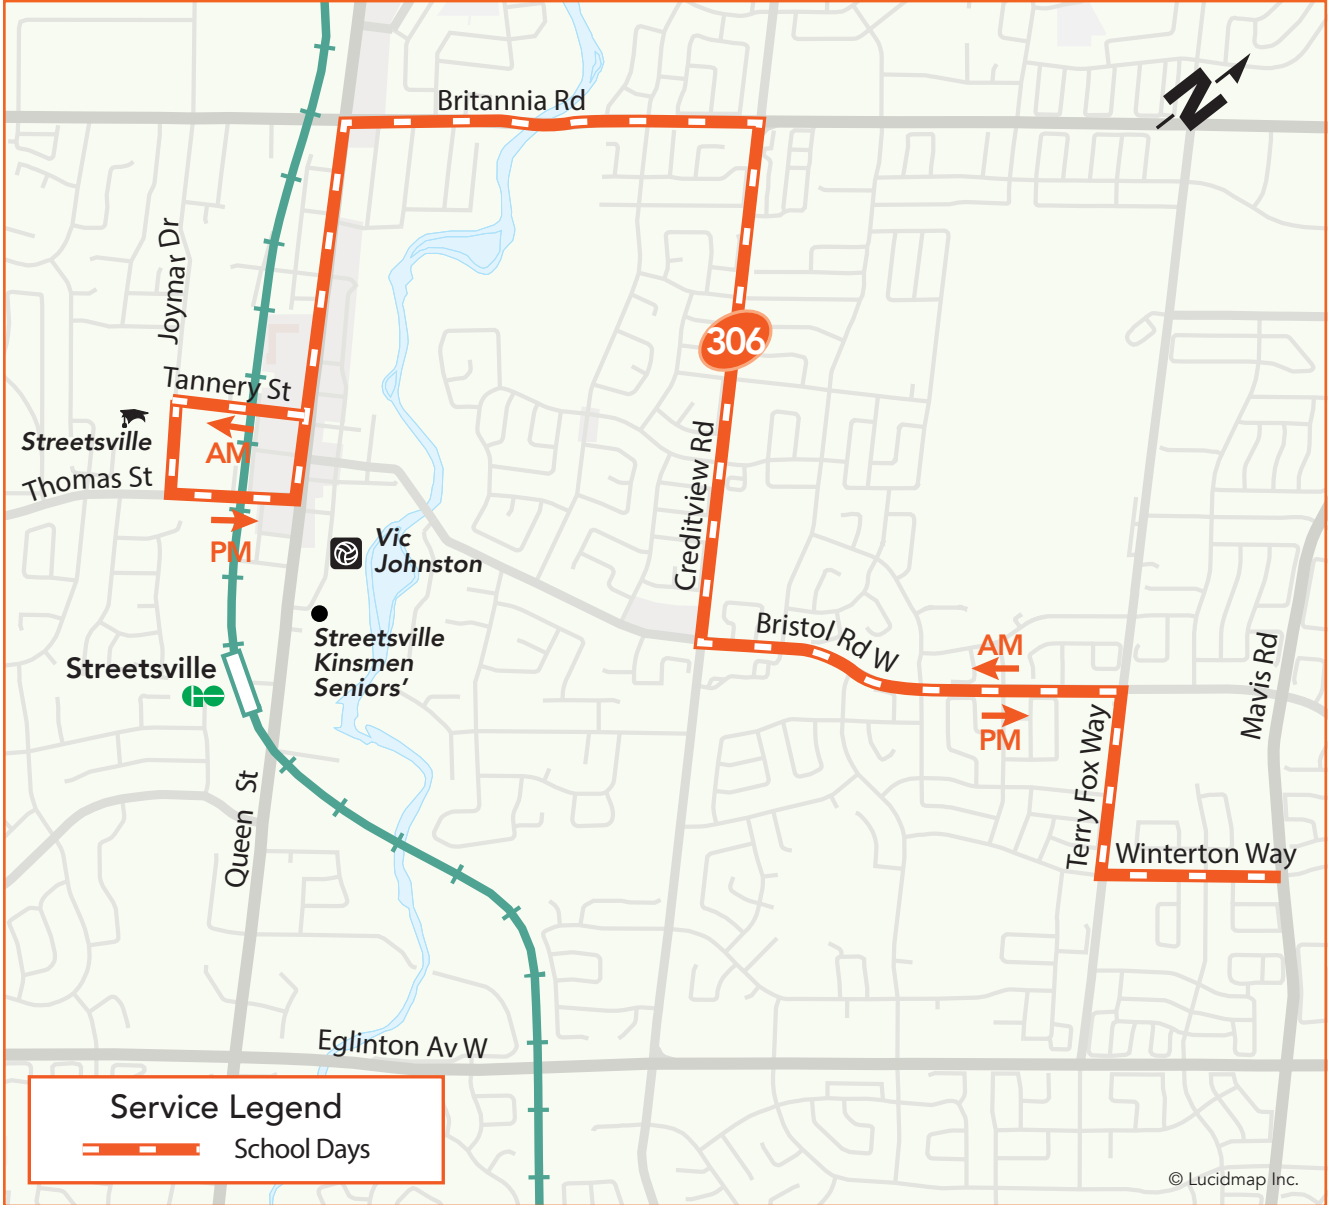 Britannia Rd
N
Joymar Dr
306
Tannery St
Streetsville
AM
Thomas St
PM
Creditview Rd
Vic
Johnston
Streetsville
Kinsmen
Seniors'
Bristol Rd W
AM
PM
Mavis Rd
Streetsville
GO
Terry Fox Way
Queen St
Winterton Way
Eglinton Av W
Service Legend
School Days
© Lucidmap Inc.